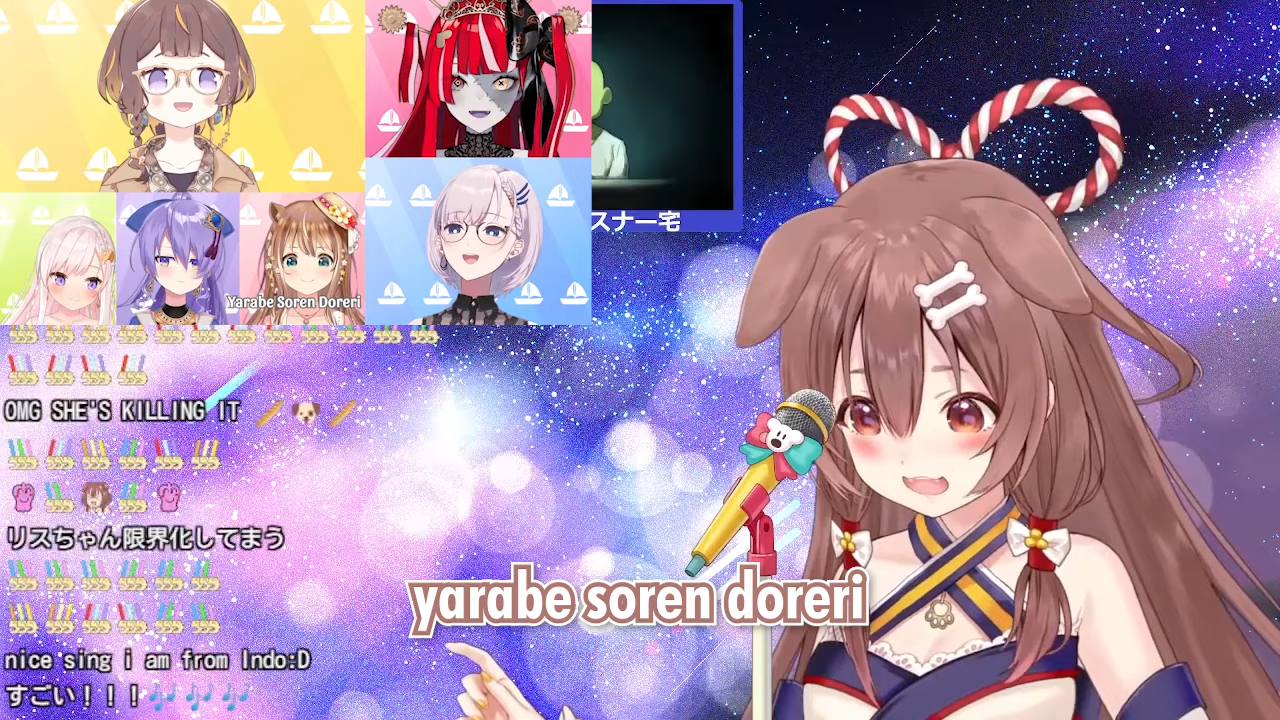 スナー宅
Yarabe Soren Doreri
OMG SHE'S KILLING IT
リスちゃん限界化してまう
nice sing i am from Indo:D
すごい！！！
yarabe soren doreri